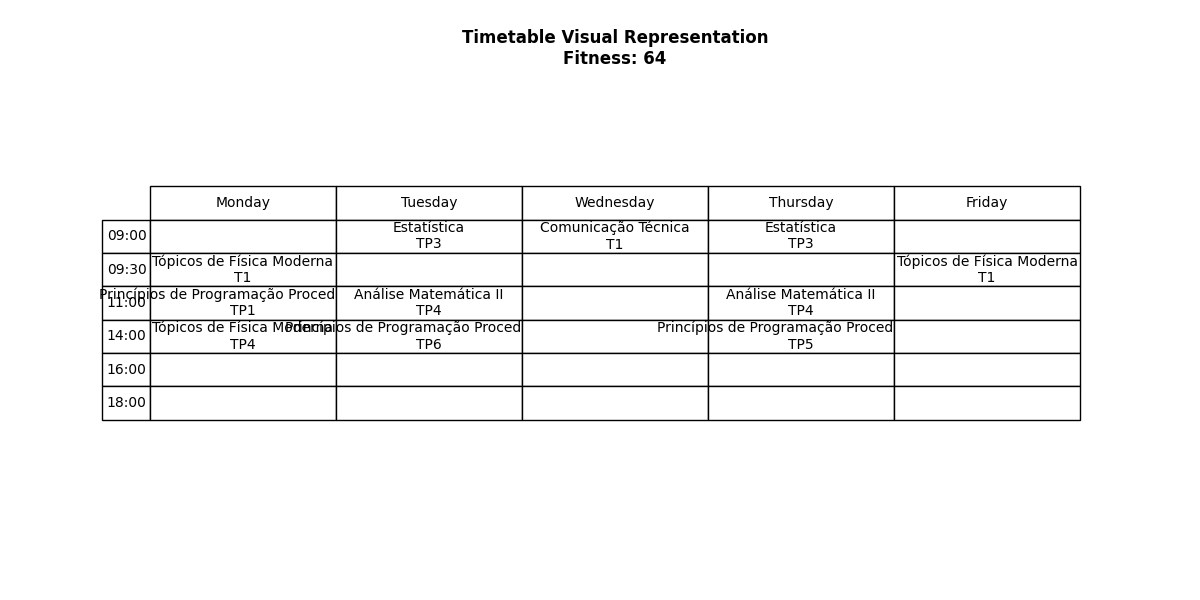 Timetable Visual Representation
Fitness: 64
Monday Tuesday Wednesday Thursday Friday
09:00 Estatística Comunicação Técnica Estatística
TP3 T1 TP3
09:30 Tópicos de Física Moderna Tópicos de Física Moderna
T1 T1
11:00 Princípios de Programação Proced Análise Matemática II Análise Matemática II
TP1 TP4 TP4
14:00 Tópicos de Física Moderna Princípios de Programação Proced Princípios de Programação Proced
TP4 TP6 TP5
16:00
18:00